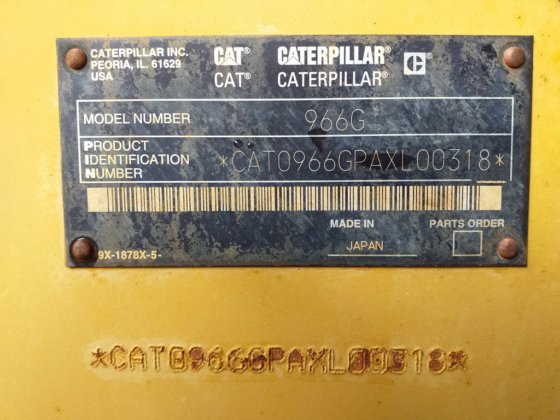 CATERPILLAR INC.
PEORIA, IL. 61629
USA
CAT® CATERPILLAR®
CAT® CATERPILLAR®
MODEL NUMBER 966G
PRODUCT
IDENTIFICATION
NUMBER
*CAT0966GPAXL00318*
MADE IN
JAPAN
PARTS ORDER
9X-1878X-5-
*CAT0966GPAXL00318*